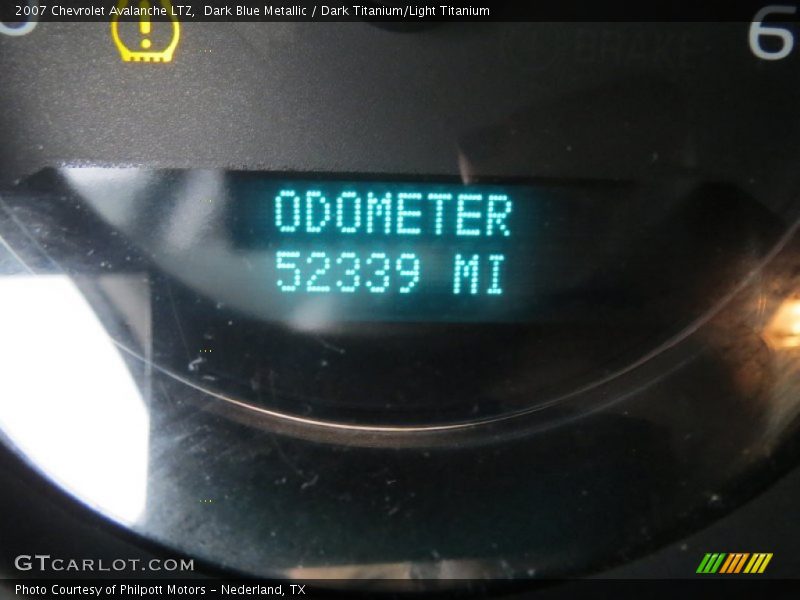 2007 Chevrolet Avalanche LTZ,  Dark Blue Metallic / Dark Titanium/Light Titanium
6
BRAKE
ODOMETER
52339 MI
GTCARLOT.COM
Photo Courtesy of Philpott Motors - Nederland, TX